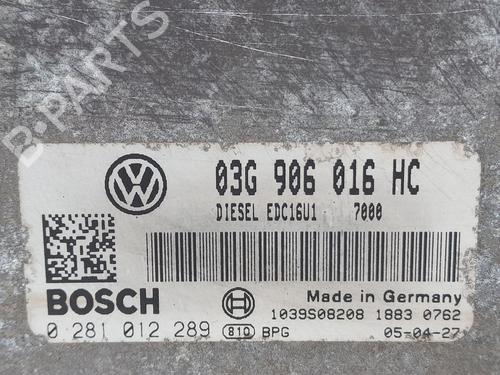 B-PARTS
03G 906 016 HC
DIESEL EDC16U1 7000
BOSCH
Made in Germany
1039S08208 1883 0762
0 281 012 289 810 BPG 05-04-27